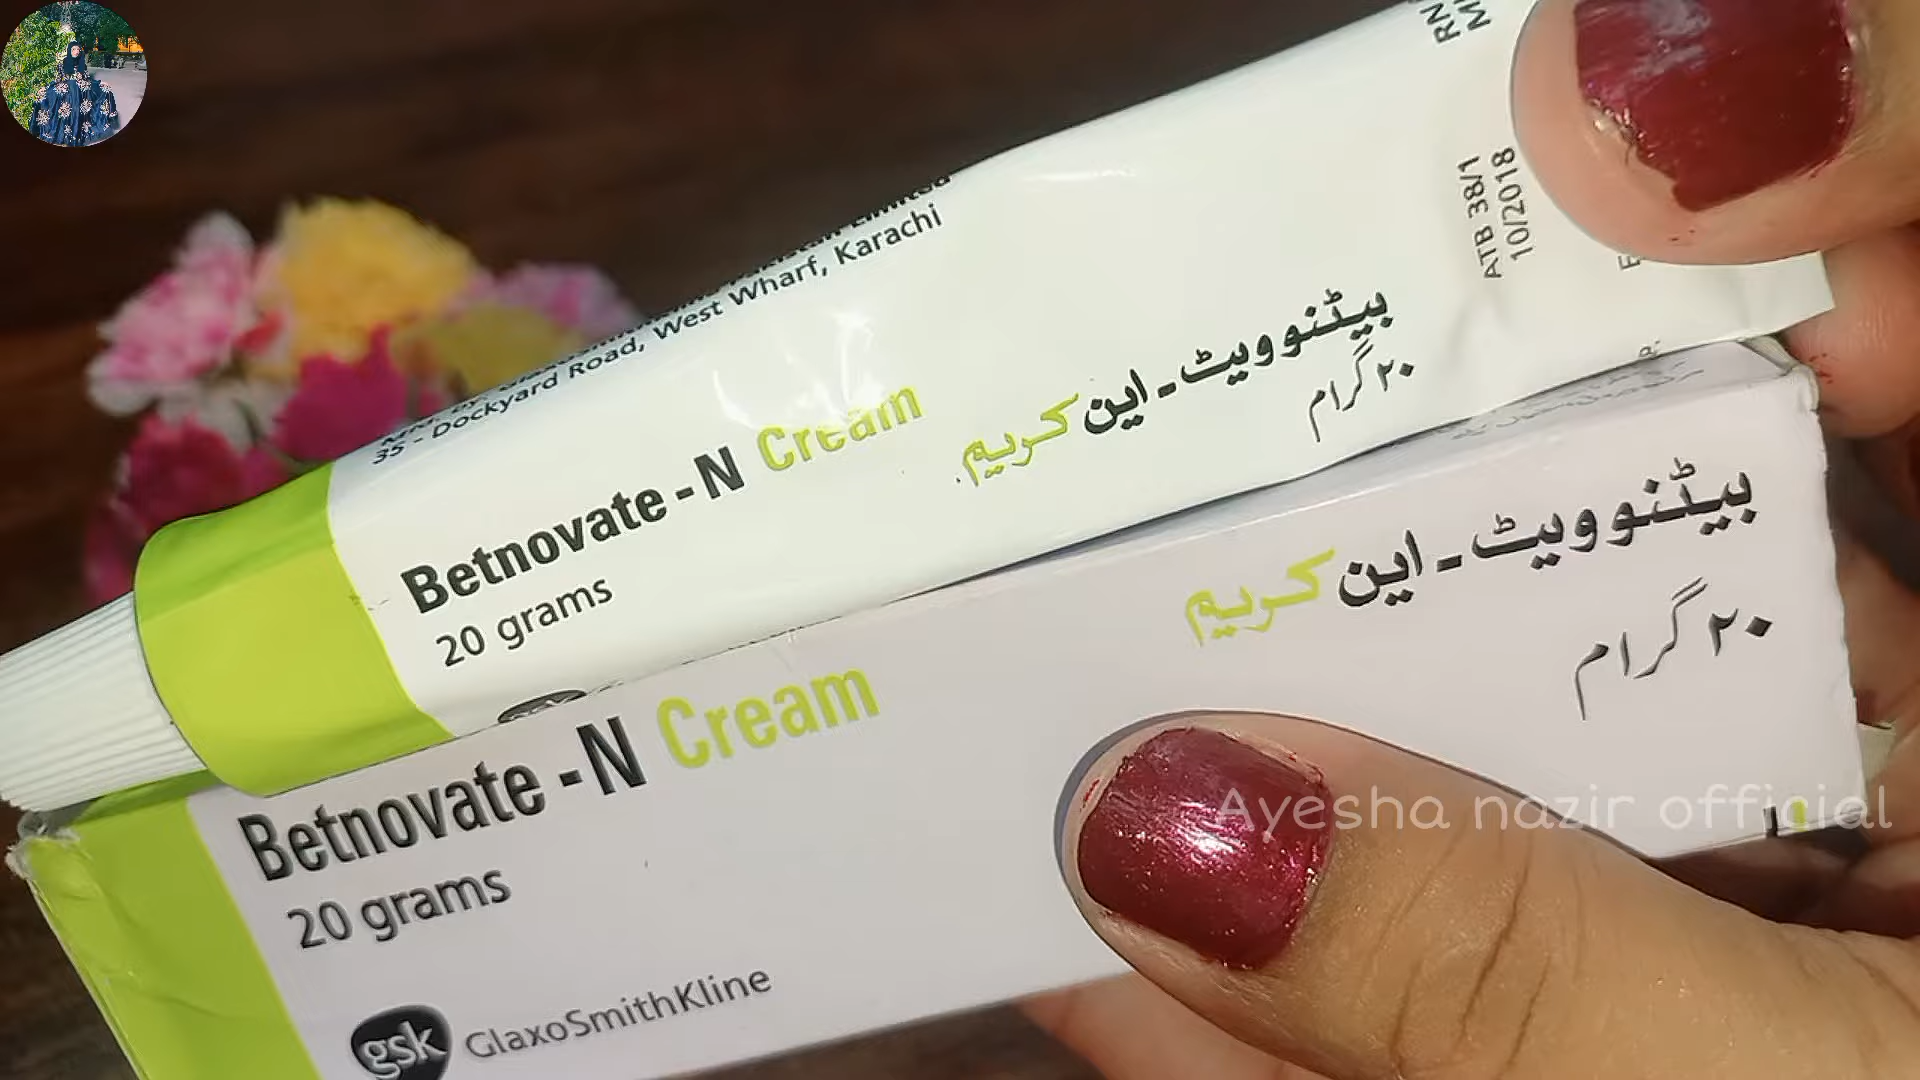 35 - Dockyard Road, West Wharf, Karachi
Betnovate - N Cream
20 grams
بیٹنوویٹ - این کریم
۲۰ گرام
ATB 38/1
10/2018
Betnovate - N Cream
20 grams
بیٹنوویٹ - این کریم
۲۰ گرام
gsk GlaxoSmithKline
Ayesha nazir official